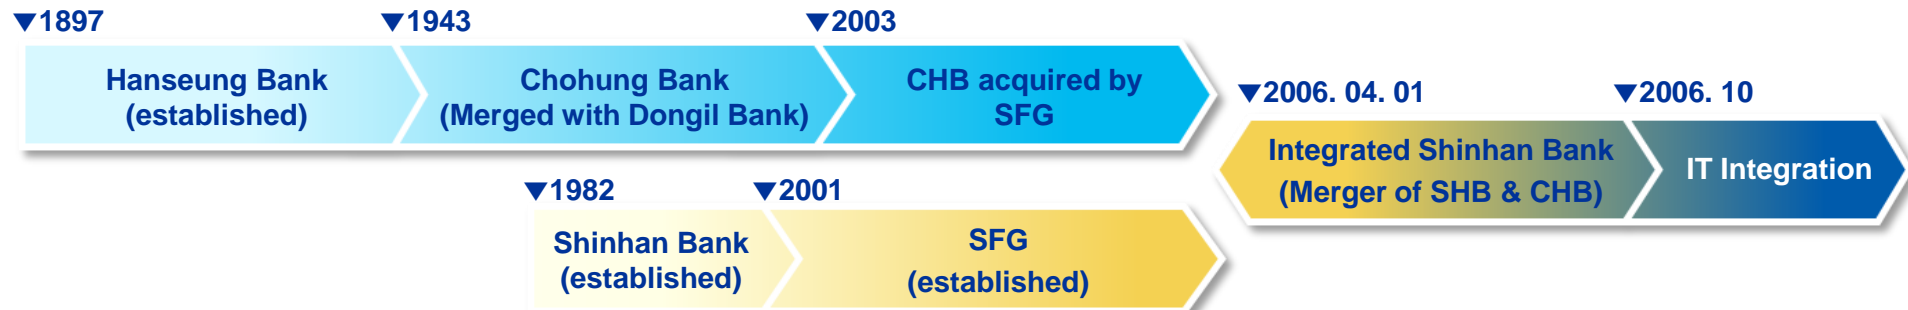 ▼1897
▼1943
▼2003
Hanseung Bank
(established)
Chohung Bank
(Merged with Dongil Bank)
CHB acquired by
SFG
▼1982
▼2001
Shinhan Bank
(established)
SFG
(established)
▼2006. 04. 01
▼2006. 10
Integrated Shinhan Bank
(Merger of SHB & CHB)
IT Integration